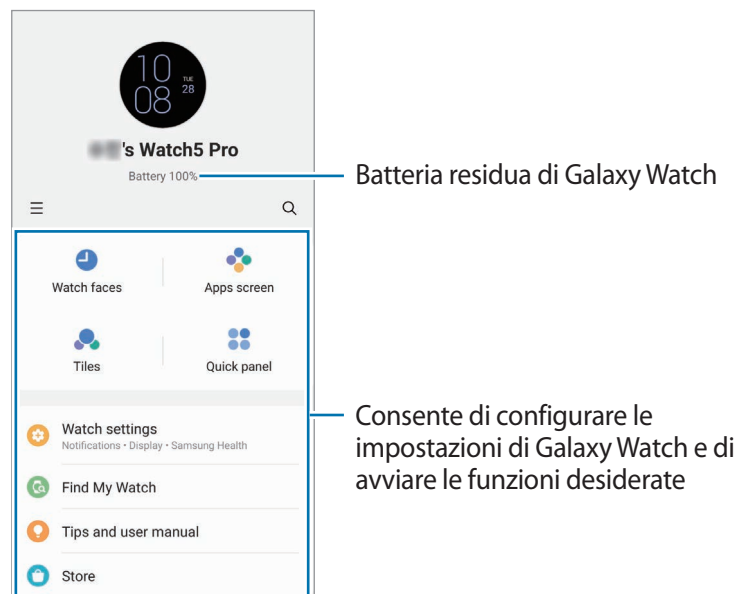 10
08
TUE
28
's Watch5 Pro
Battery 100%
Batteria residua di Galaxy Watch
Watch faces
Apps screen
Tiles
Quick panel
Watch settings
Notifications • Display • Samsung Health
Find My Watch
Tips and user manual
Store
Consente di configurare le
impostazioni di Galaxy Watch e di
avviare le funzioni desiderate